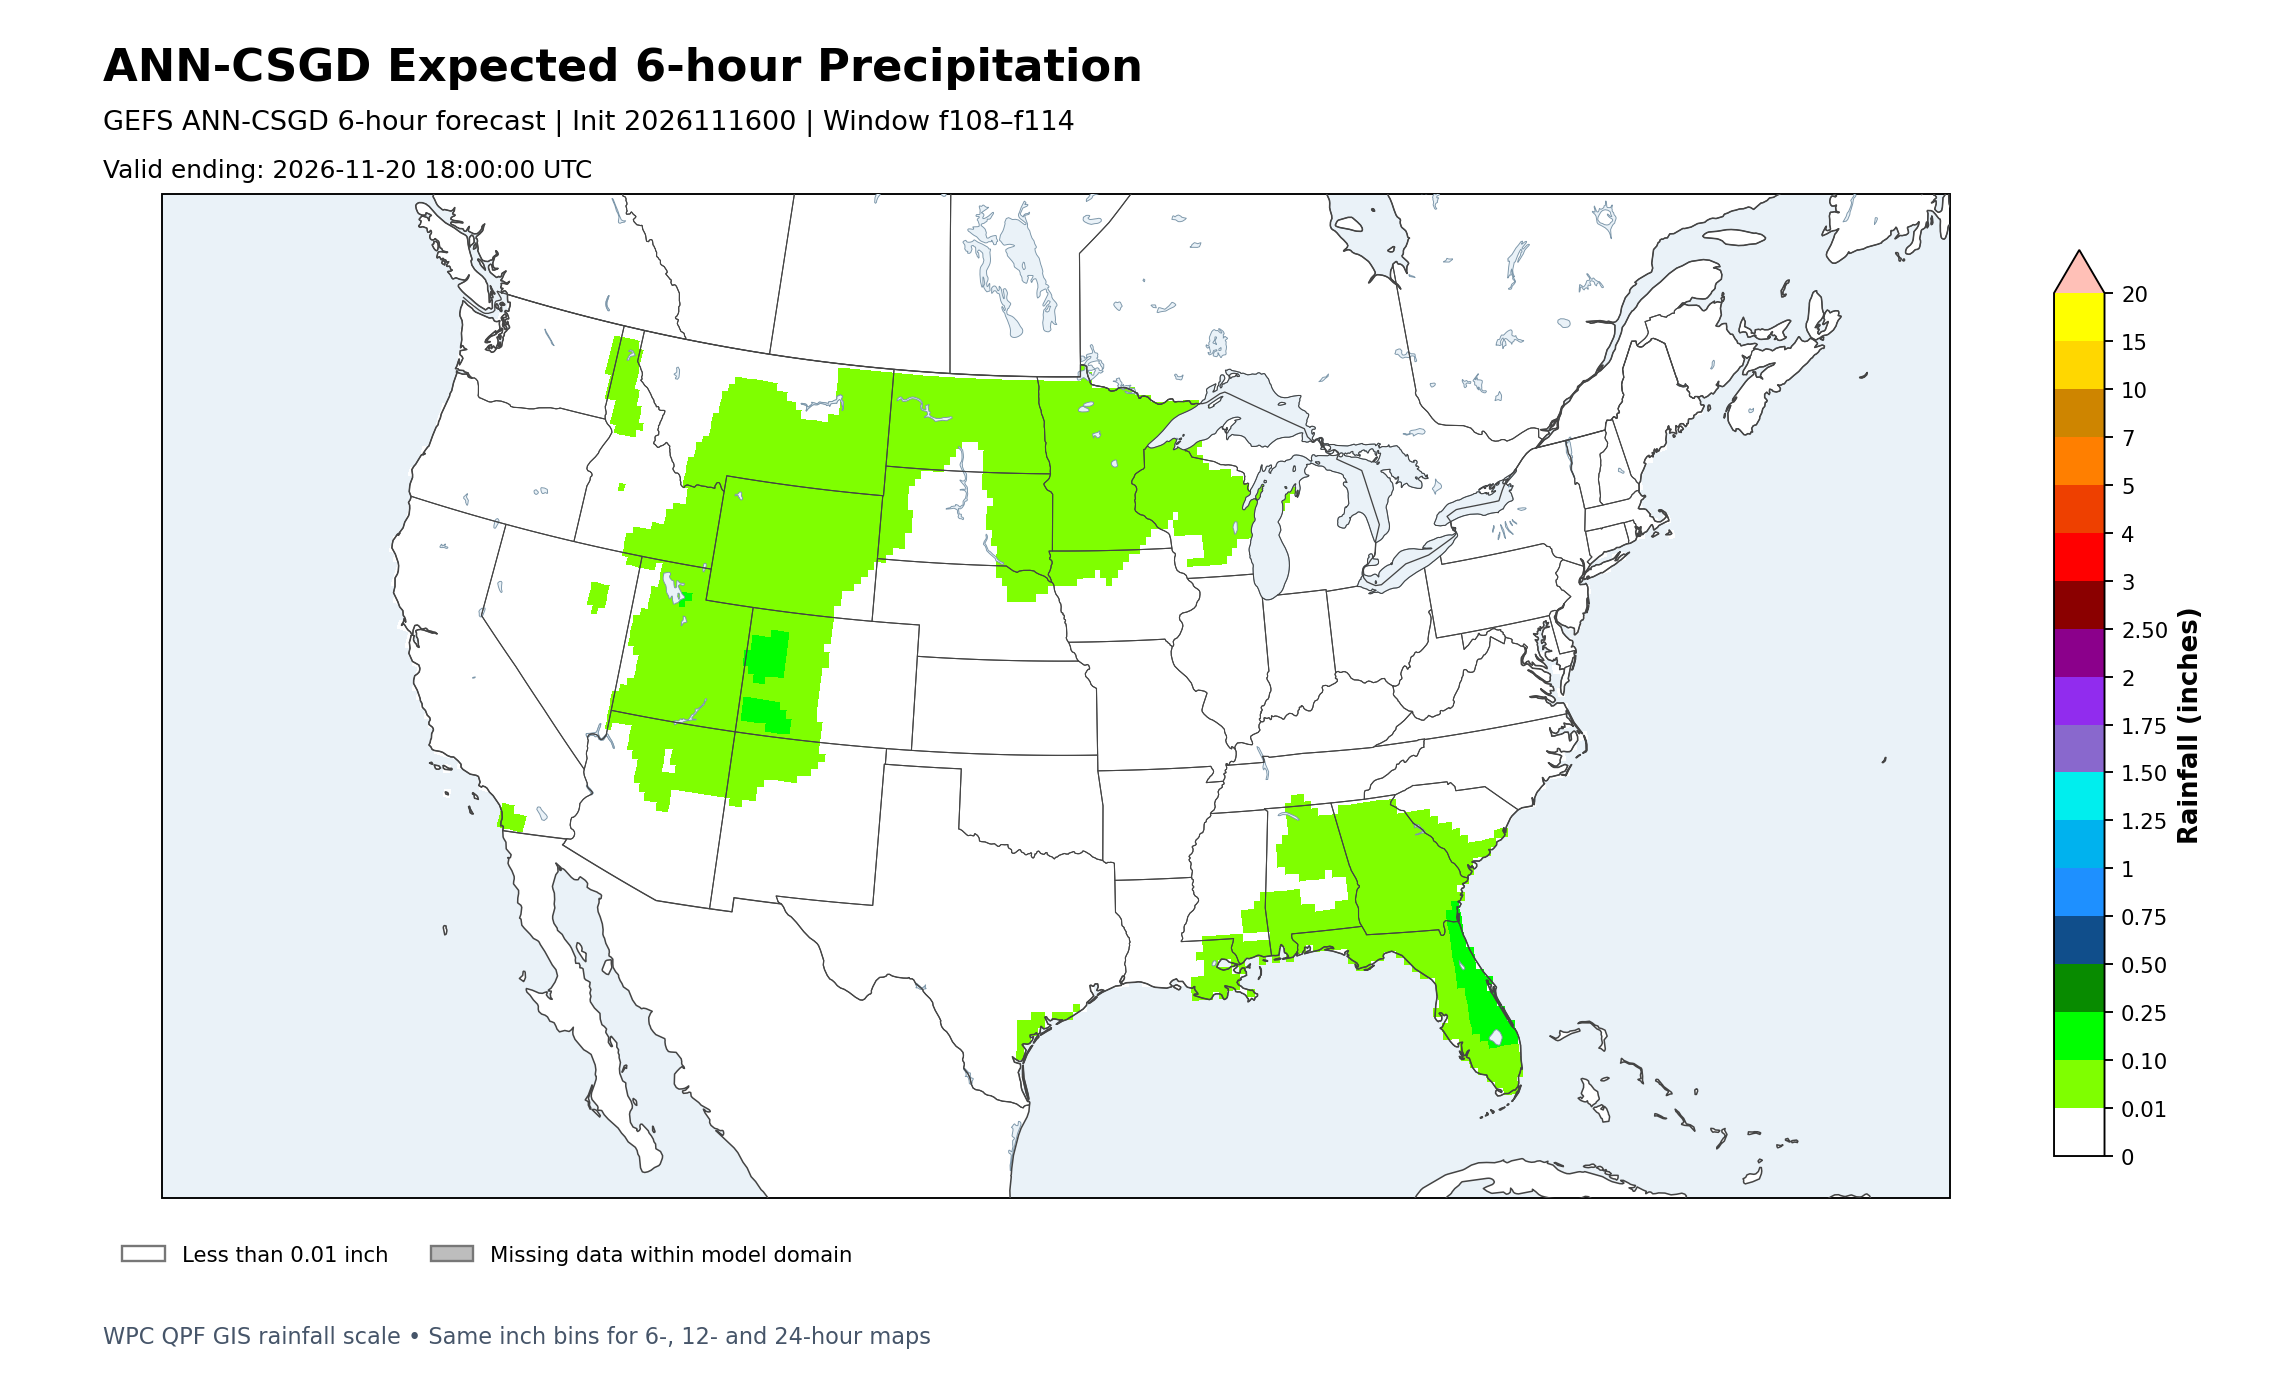 ANN-CSGD Expected 6-hour Precipitation
GEFS ANN-CSGD 6-hour forecast | Init 2026111600 | Window f108–f114
Valid ending: 2026-11-20 18:00:00 UTC
20
15
10
7
5
4
3
2.50
2
1.75
1.50
1.25
1
0.75
0.50
0.25
0.10
0.01
0
Rainfall (inches)
Less than 0.01 inch
Missing data within model domain
WPC QPF GIS rainfall scale • Same inch bins for 6-, 12- and 24-hour maps